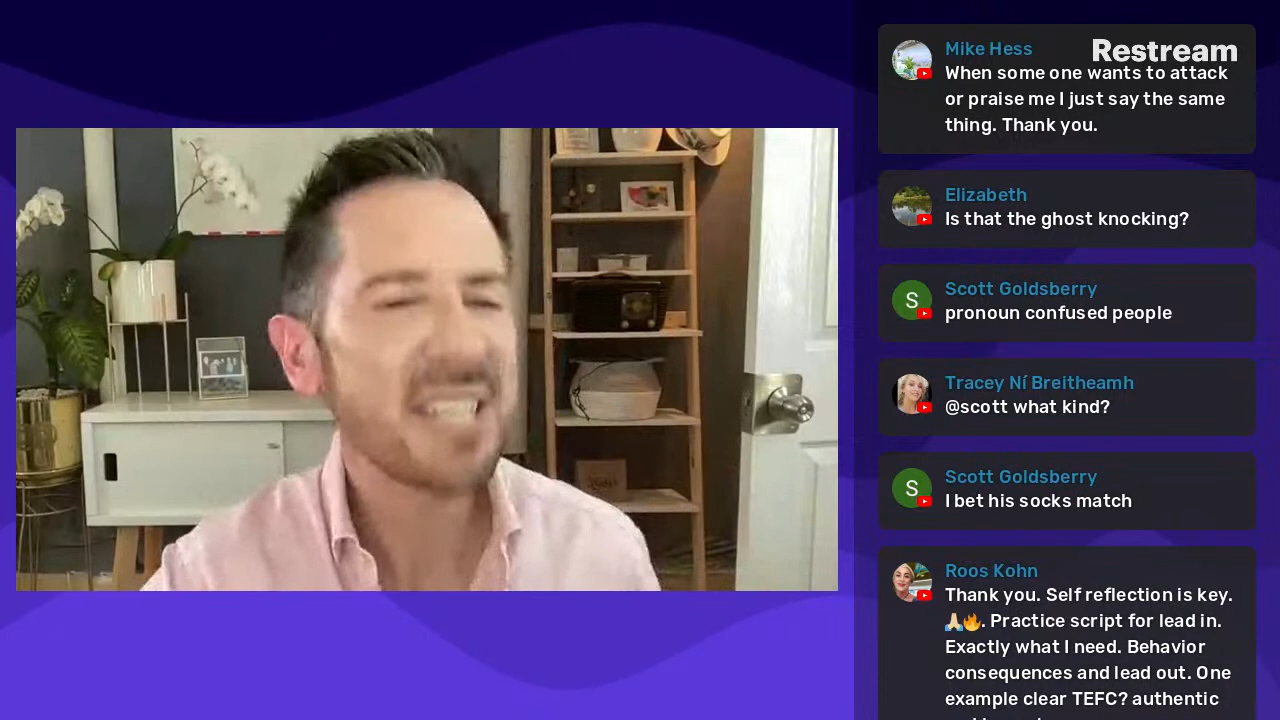 Restream
Mike Hess
When some one wants to attack
or praise me I just say the same
thing. Thank you.
Elizabeth
Is that the ghost knocking?
S
Scott Goldsberry
pronoun confused people
Tracey Ní Breitheamh
@scott what kind?
S
Scott Goldsberry
I bet his socks match
Roos Kohn
Thank you. Self reflection is key.
🙏🏻🔥. Practice script for lead in.
Exactly what I need. Behavior
consequences and lead out. One
example clear TEFC? authentic